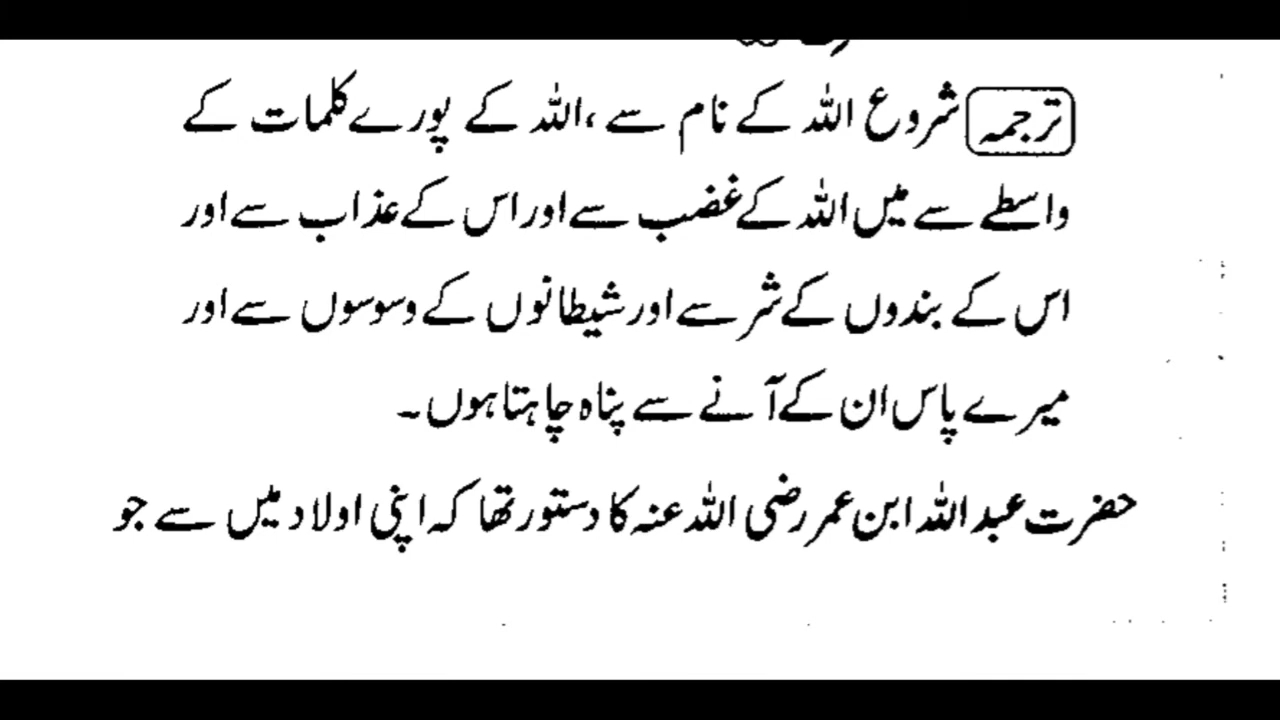 ترجمہ شروع اللہ کے نام سے، اللہ کے پورے کلمات کے
واسطے سے میں اللہ کے غضب سے اور اس کے عذاب سے اور
اس کے بندوں کے شر سے اور شیطانوں کے وسوسوں سے اور
میرے پاس ان کے آنے سے پناہ چاہتا ہوں۔
حضرت عبد اللہ ابن عمر رضی اللہ عنہ کا دستور تھا کہ اپنی اولاد میں سے جو